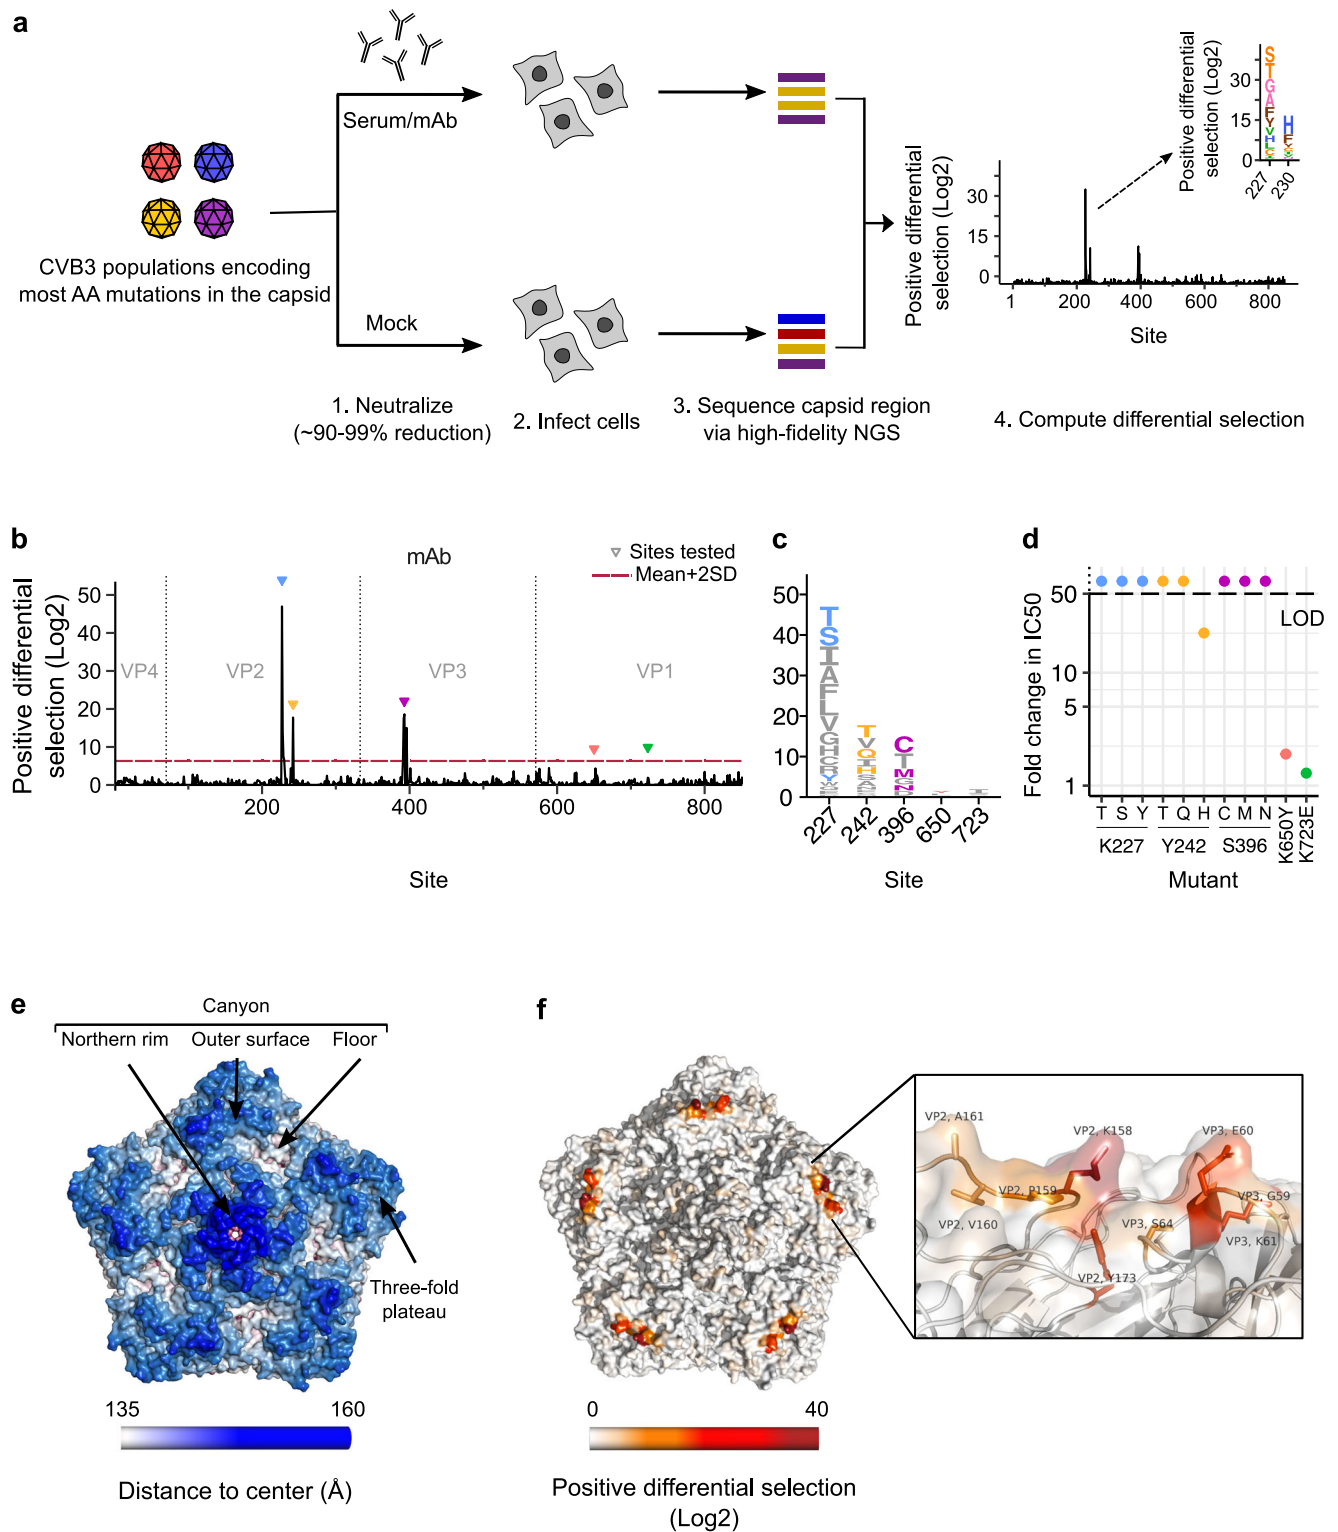 a
Serum/mAb
CVB3 populations encoding
most AA mutations in the capsid
Mock
1. Neutralize
(~90-99% reduction)
2. Infect cells
3. Sequence capsid region
via high-fidelity NGS
4. Compute differential selection
Positive differential
selection (Log2)
30
15
0
1 200 400 600 800
Site
Positive differential
selection (Log2)
30
15
0
S
T
G
A
F
Y
V
H
L
H
F
227 230
b
mAb
Sites tested
Mean+2SD
Positive differential
selection (Log2)
50
40
30
20
10
0
VP4 VP2 VP3 VP1
200 400 600 800
Site
c
50
40
30
20
10
0
T
S
I
A
F
L
V
G
H
C
R
Y
T
V
Q
I
H
S
C
T
M
G
N
227 242 396 650 723
Site
d
Fold change in IC50
50
10
5
1
LOD
T S Y T Q H C M N
K227 Y242 S396 K650Y K723E
Mutant
e
Canyon
Northern rim Outer surface Floor
Three-fold
plateau
135 160
Distance to center (Å)
f
VP2, A161
VP2, K158
VP3, E60
VP2, P159
VP3, G59
VP2, V160
VP3, S64
VP3, K61
VP2, Y173
0 40
Positive differential selection
(Log2)